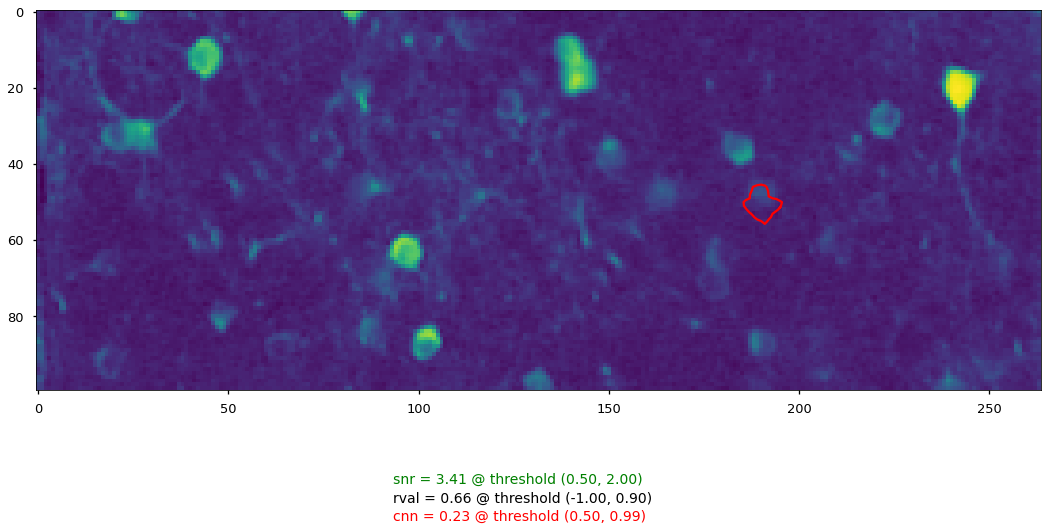 0
20
40
60
80
0 50 100 150 200 250
snr = 3.41 @ threshold (0.50, 2.00)
rval = 0.66 @ threshold (-1.00, 0.90)
cnn = 0.23 @ threshold (0.50, 0.99)